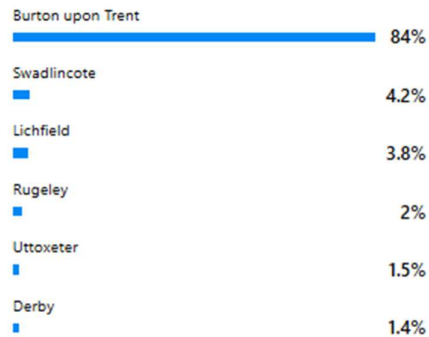 Burton upon Trent
84%
Swadlincote
4.2%
Lichfield
3.8%
Rugeley
2%
Uttoxeter
1.5%
Derby
1.4%